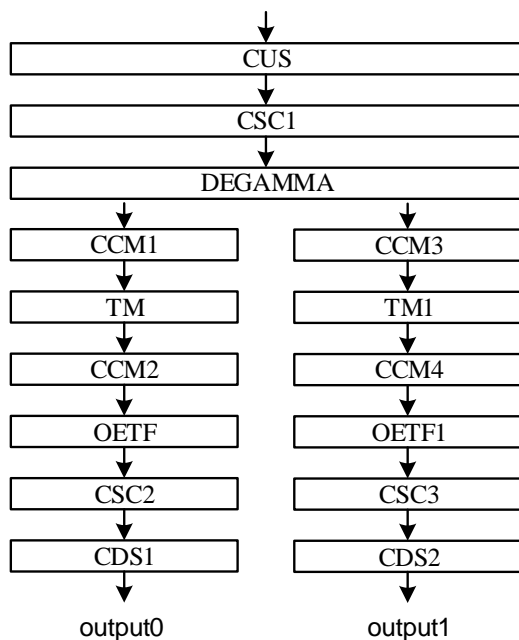 CUS
CSC1
DEGAMMA
CCM1
TM
CCM2
OETF
CSC2
CDS1
output0
CCM3
TM1
CCM4
OETF1
CSC3
CDS2
output1